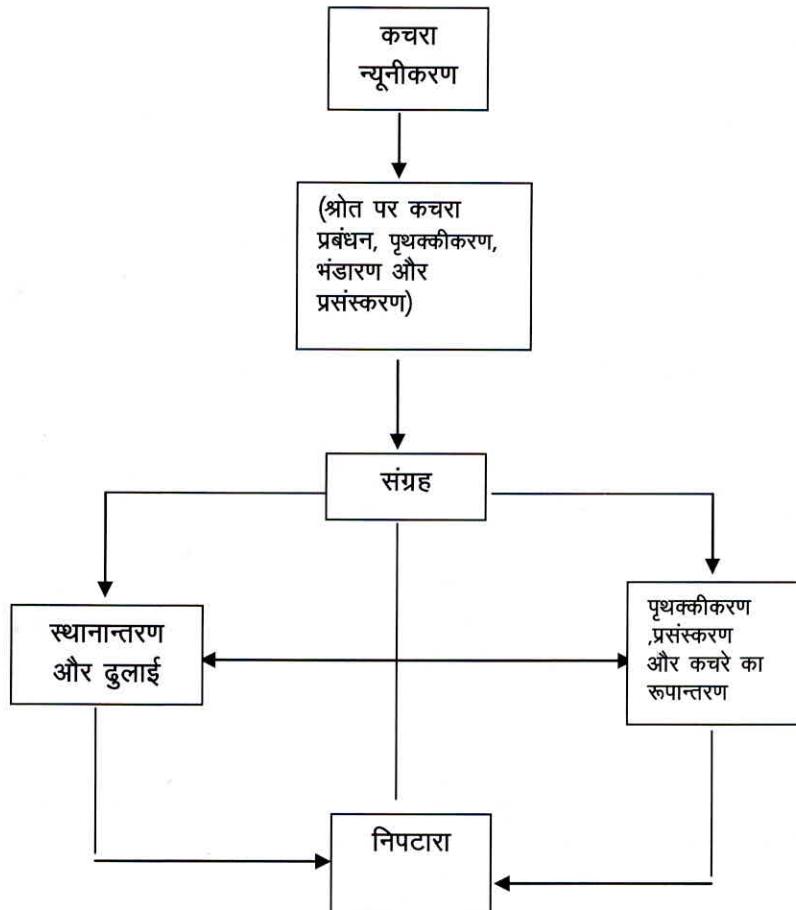 कचरा
न्यूनीकरण
(श्रोत पर कचरा
प्रबंधन, पृथक्कीकरण,
भंडारण और
प्रसंस्करण)
संग्रह
स्थानान्तरण
और ढुलाई
पृथक्कीकरण
,प्रसंस्करण
और कचरे का
रूपान्तरण
निपटारा